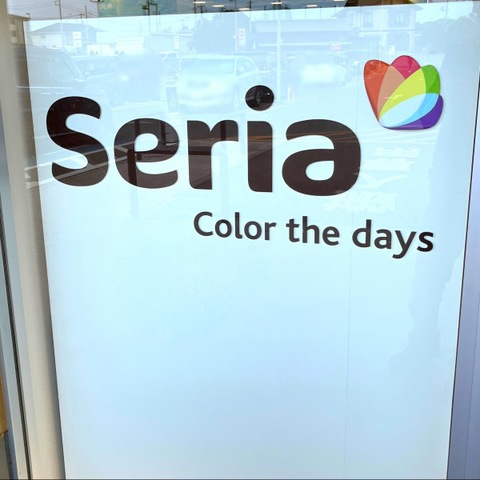 Seria
Color the days